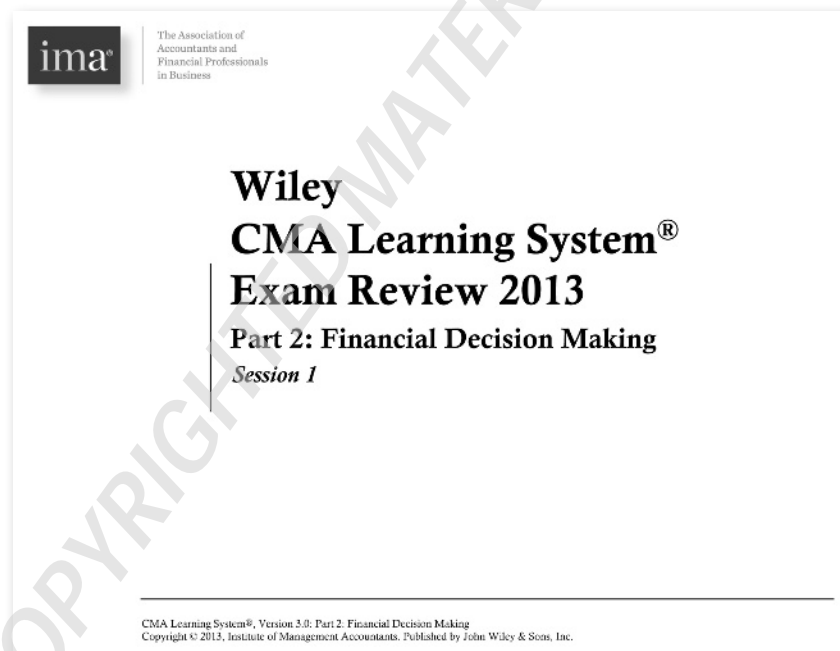 ima®
The Association of
Accountants and
Financial Professionals
in Business
Wiley
CMA Learning System®
Exam Review 2013
Part 2: Financial Decision Making
Session 1
COPYRIGHTED MATER
CMA Learning System®, Version 3.0; Part 2: Financial Decision Making
Copyright © 2013, Institute of Management Accountants. Published by John Wiley & Sons, Inc.